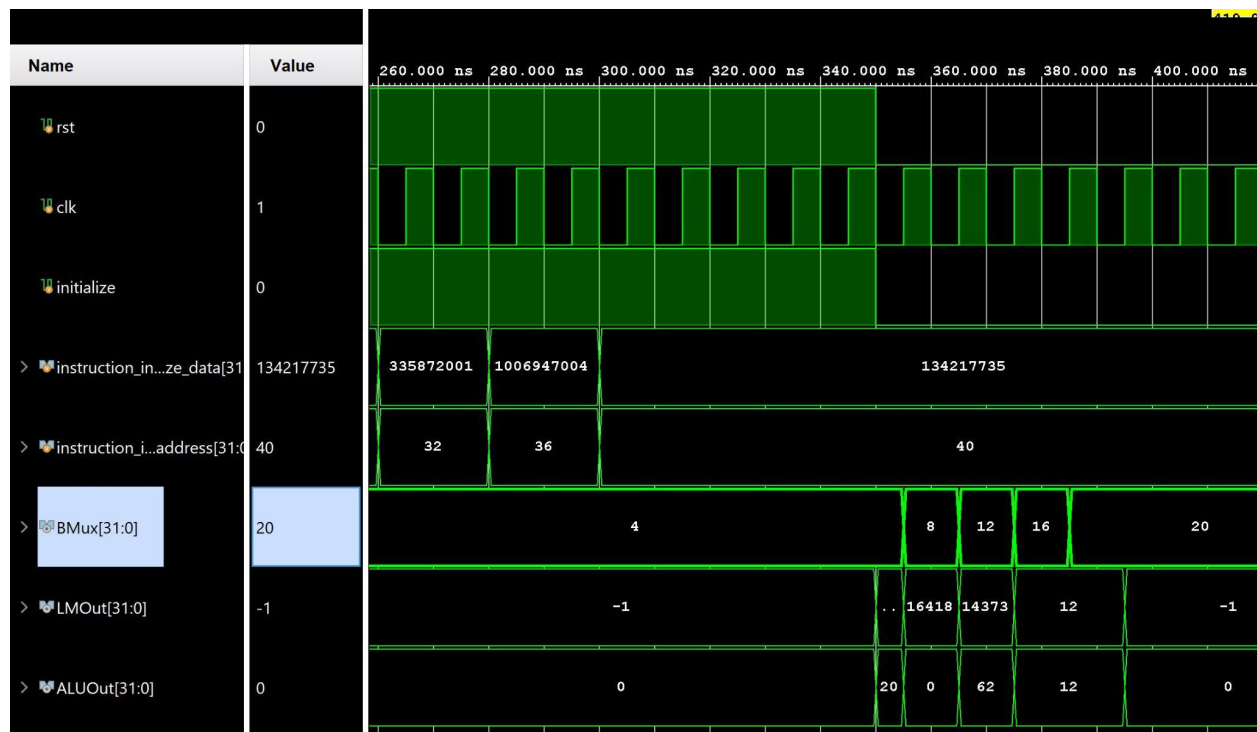 Name Value
260.000 ns 280.000 ns 300.000 ns 320.000 ns 340.000 ns 360.000 ns 380.000 ns 400.000 ns
rst 0
clk 1
initialize 0
instruction_in...ze_data[31 134217735 335872001 1006947004 134217735
instruction_i...address[31:0 40 32 36 40
BMux[31:0] 20 4 8 12 16 20
LMOut[31:0] -1 -1 .. 16418 14373 12 -1
ALUOut[31:0] 0 0 20 0 62 12 0